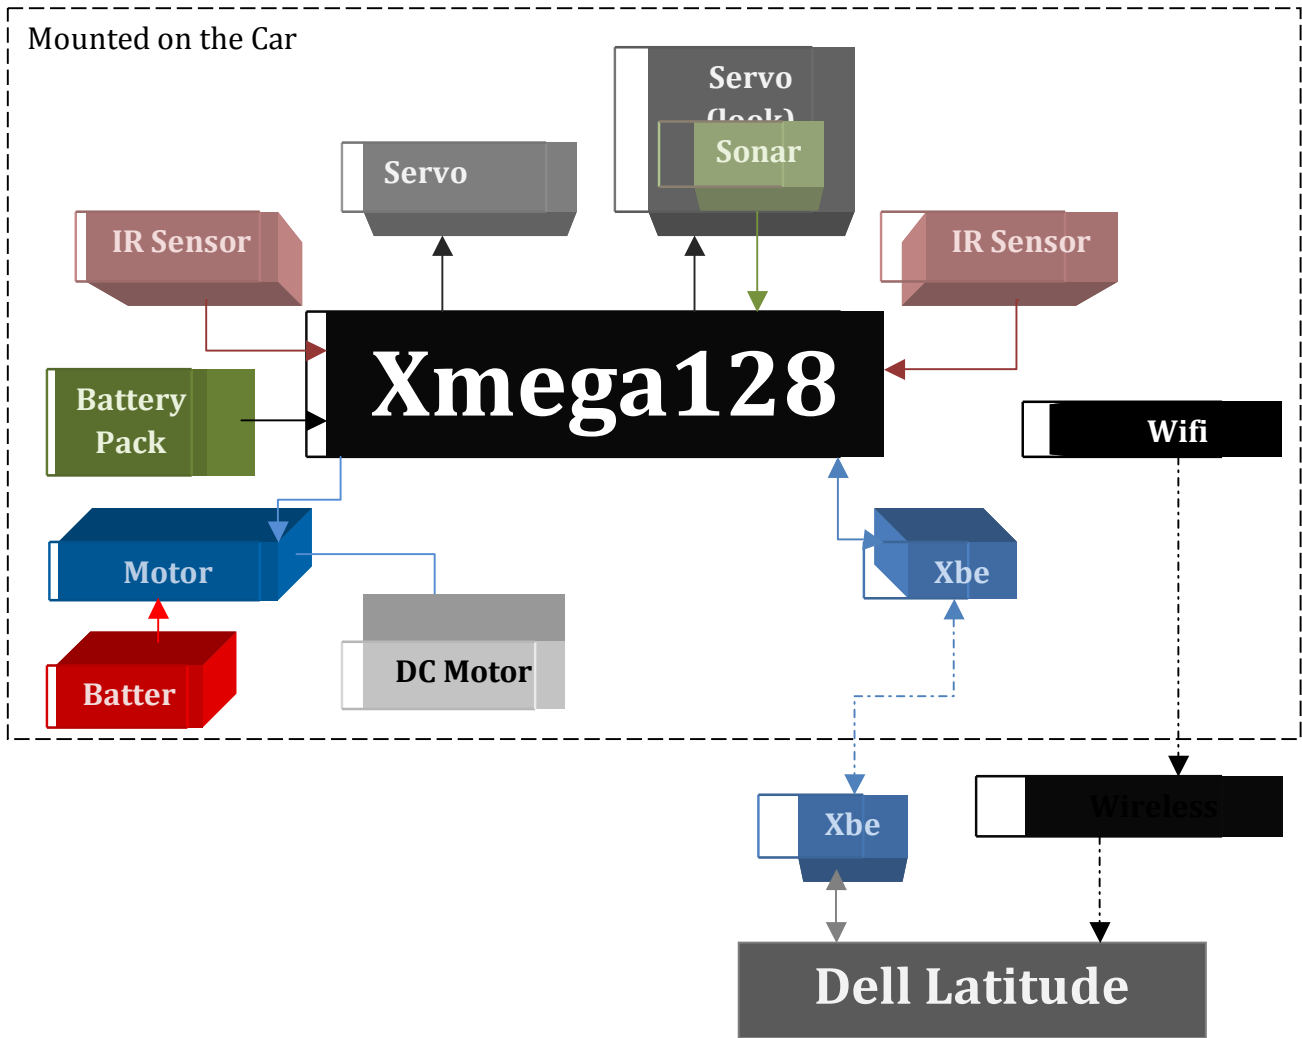 Mounted on the Car
Servo
(look)
Sonar
Servo
IR Sensor
IR Sensor
Xmega128
Battery
Pack
Wifi
Motor
Xbe
Batter
DC Motor
Xbe
Wireless
Dell Latitude